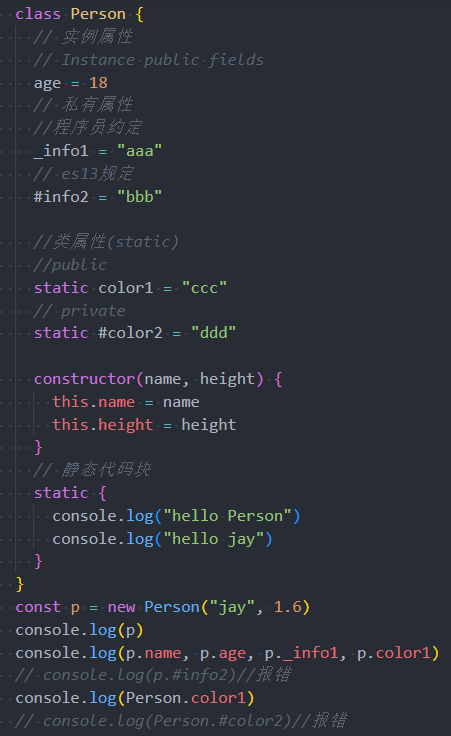 class Person {
// 实例属性
// Instance public fields
age = 18
// 私有属性
//程序员约定
_info1 = "aaa"
// es13规定
#info2 = "bbb"
//类属性(static)
//public
static color1 = "ccc"
// private
static #color2 = "ddd"
constructor(name, height) {
this.name = name
this.height = height
}
// 静态代码块
static {
console.log("hello Person")
console.log("hello jay")
}
}
const p = new Person("jay", 1.6)
console.log(p)
console.log(p.name, p.age, p._info1, p.color1)
// console.log(p.#info2)//报错
console.log(Person.color1)
// console.log(Person.#color2)//报错